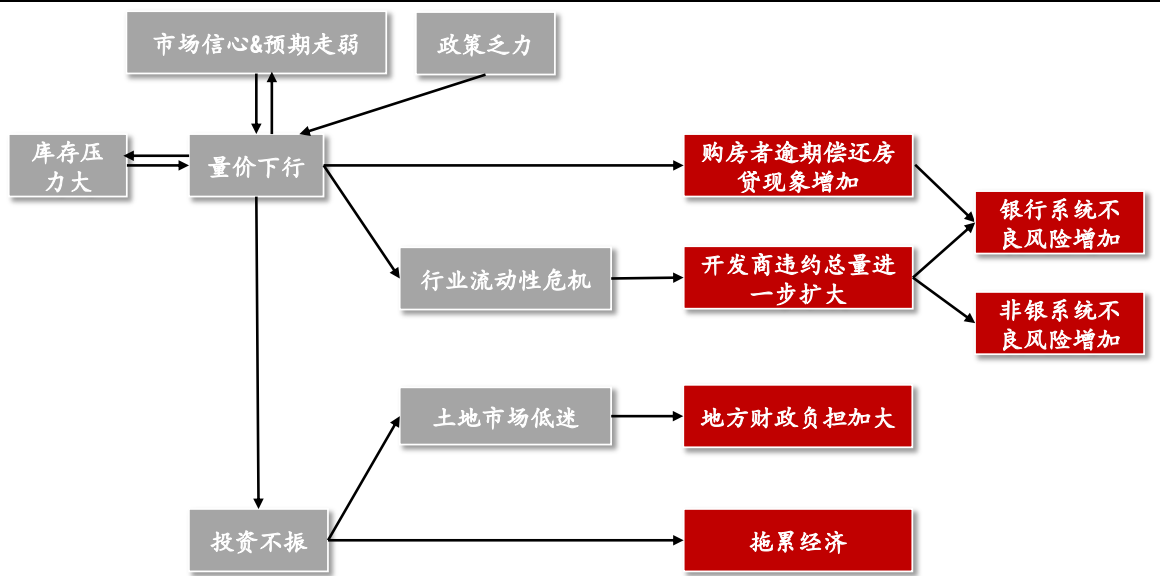 市场信心&预期走弱
政策乏力
库存压
力大
量价下行
购房者逾期偿还房
贷现象增加
银行系统不
良风险增加
行业流动性危机
开发商违约总量进
一步扩大
非银系统不
良风险增加
土地市场低迷
地方财政负担加大
投资不振
拖累经济